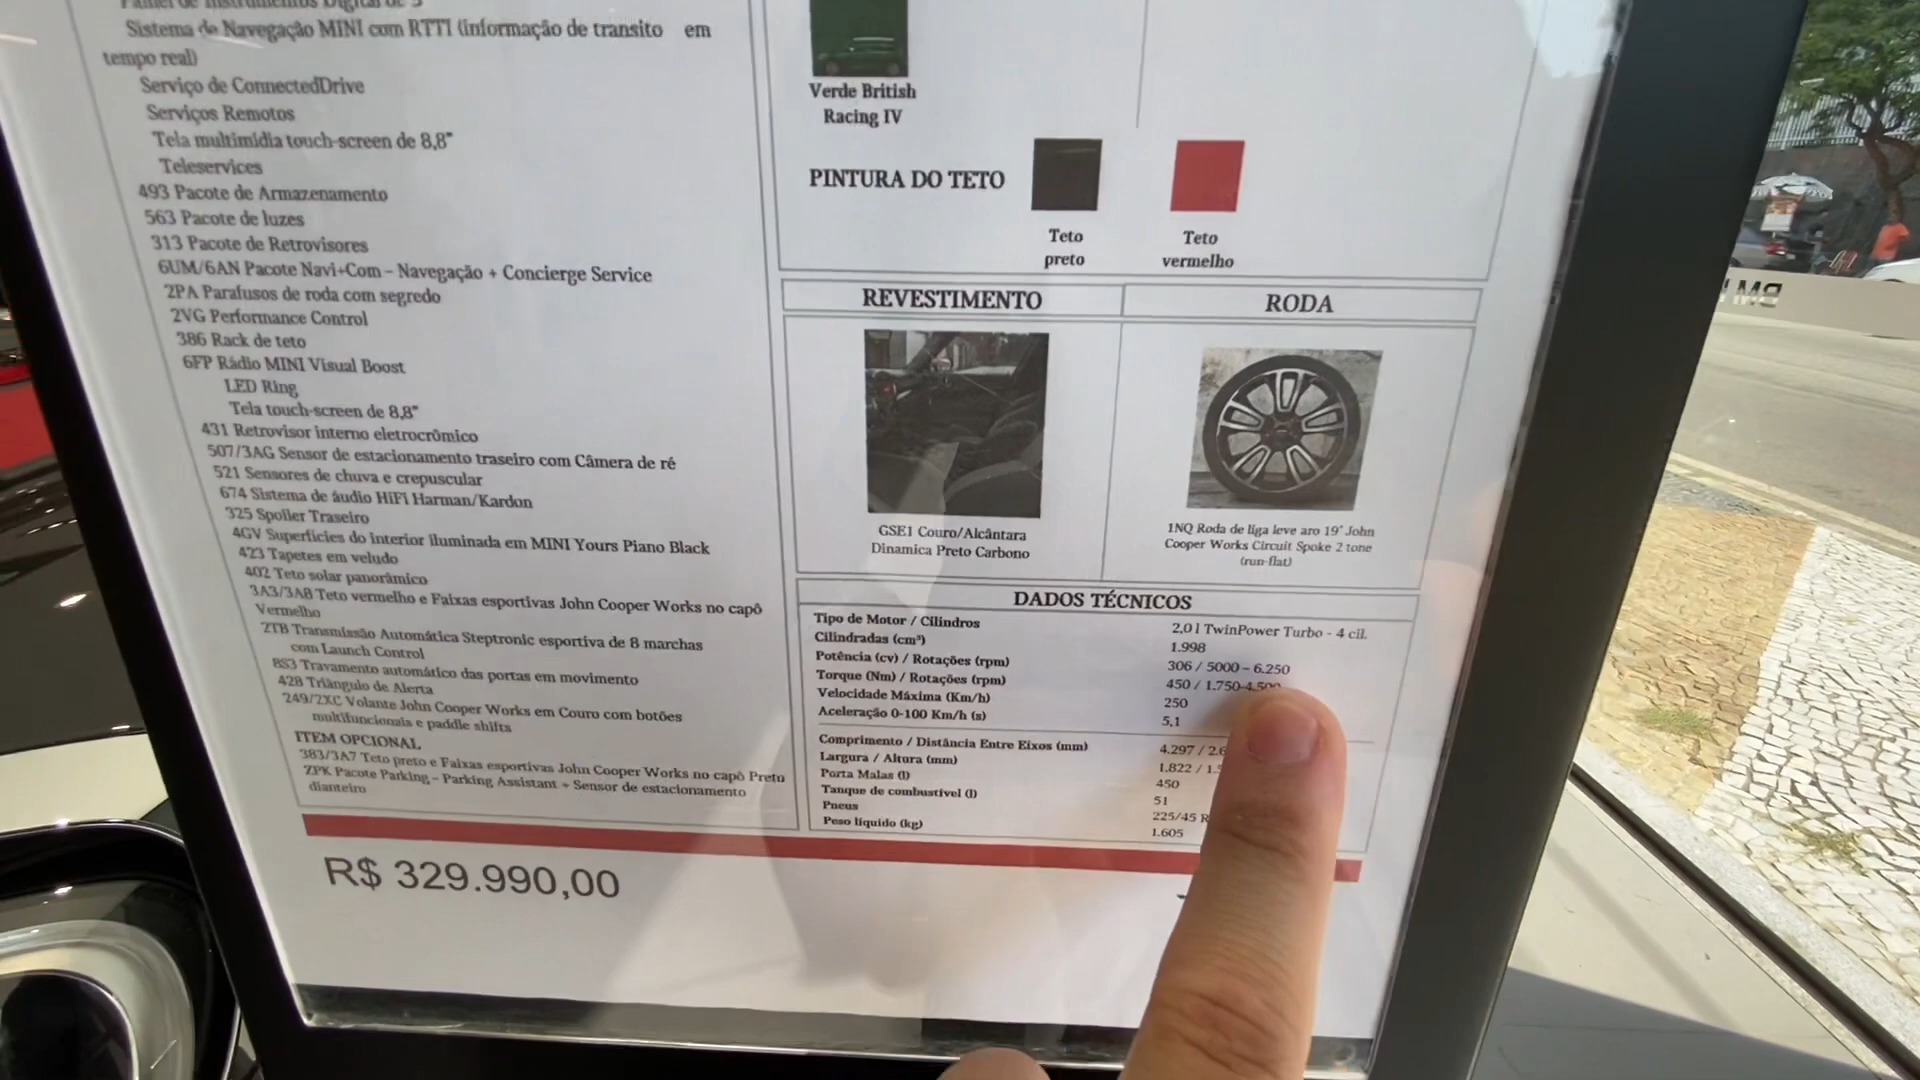 Painel de Instrumentos Digital de 5"
Sistema de Navegação MINI com RTTI (informação de transito em
tempo real)
Serviço de ConnectedDrive
Serviços Remotos
Tela multimidia touch-screen de 8,8"
Teleservices
493 Pacote de Armazenamento
563 Pacote de luzes
313 Pacote de Retrovisores
6UM/6AN Pacote Navi+Com - Navegação + Concierge Service
2PA Parafusos de roda com segredo
2VG Performance Control
386 Rack de teto
6FP Rádio MINI Visual Boost
LED Ring
Tela touch-screen de 8,8"
431 Retrovisor interno eletrocrômico
507/3AG Sensor de estacionamento traseiro com Câmera de ré
521 Sensores de chuva e crepuscular
674 Sistema de áudio HiFi Harman/Kardon
325 Spoiler Traseiro
4GV Superfícies do interior iluminada em MINI Yours Piano Black
423 Tapetes em veludo
402 Teto solar panorâmico
3A3/3A8 Teto vermelho e Faixas esportivas John Cooper Works no capô
Vermelho
2TB Transmissão Automática Steptronic esportiva de 8 marchas
com Launch Control
8S3 Travamento automático das portas em movimento
428 Triângulo de Alerta
249/2XC Volante John Cooper Works em Couro com botões
multifuncionais e paddle shifts
ITEM OPCIONAL
383/3A7 Teto preto e Faixas esportivas John Cooper Works no capô Preto
ZPK Pacote Parking - Parking Assistant + Sensor de estacionamento
dianteiro
R$ 329.990,00
Verde British
Racing IV
PINTURA DO TETO
Teto
preto
Teto
vermelho
REVESTIMENTO
RODA
GSE1 Couro/Alcântara
Dinamica Preto Carbono
1NQ Roda de liga leve aro 19" John
Cooper Works Circuit Spoke 2 tone
(run-flat)
DADOS TÉCNICOS
Tipo de Motor / Cilindros 2,0 l TwinPower Turbo - 4 cil.
Cilindradas (cm³) 1.998
Potência (cv) / Rotações (rpm) 306 / 5000 - 6.250
Torque (Nm) / Rotações (rpm) 450 / 1.750-4.500
Velocidade Máxima (Km/h) 250
Aceleração 0-100 Km/h (s) 5,1
Comprimento / Distância Entre Eixos (mm) 4.297 / 2.6
Largura / Altura (mm) 1.822 / 1.
Porta Malas (l) 450
Tanque de combustível (l) 51
Pneus 225/45 R
Peso líquido (kg) 1.605
BMW